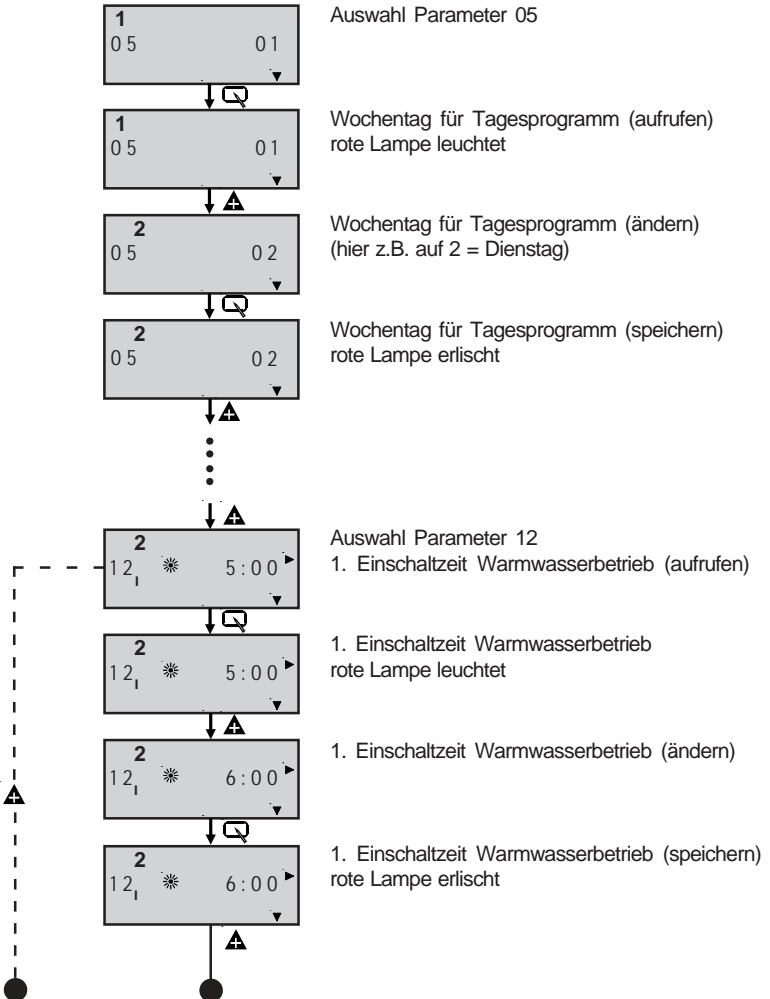 1
05 01
Auswahl Parameter 05
1
05 01
Wochentag für Tagesprogramm (aufrufen)
rote Lampe leuchtet
2
05 02
Wochentag für Tagesprogramm (ändern)
(hier z.B. auf 2 = Dienstag)
2
05 02
Wochentag für Tagesprogramm (speichern)
rote Lampe erlischt
2
12 5:00
Auswahl Parameter 12
1. Einschaltzeit Warmwasserbetrieb (aufrufen)
2
12 5:00
1. Einschaltzeit Warmwasserbetrieb
rote Lampe leuchtet
2
12 6:00
1. Einschaltzeit Warmwasserbetrieb (ändern)
2
12 6:00
1. Einschaltzeit Warmwasserbetrieb (speichern)
rote Lampe erlischt